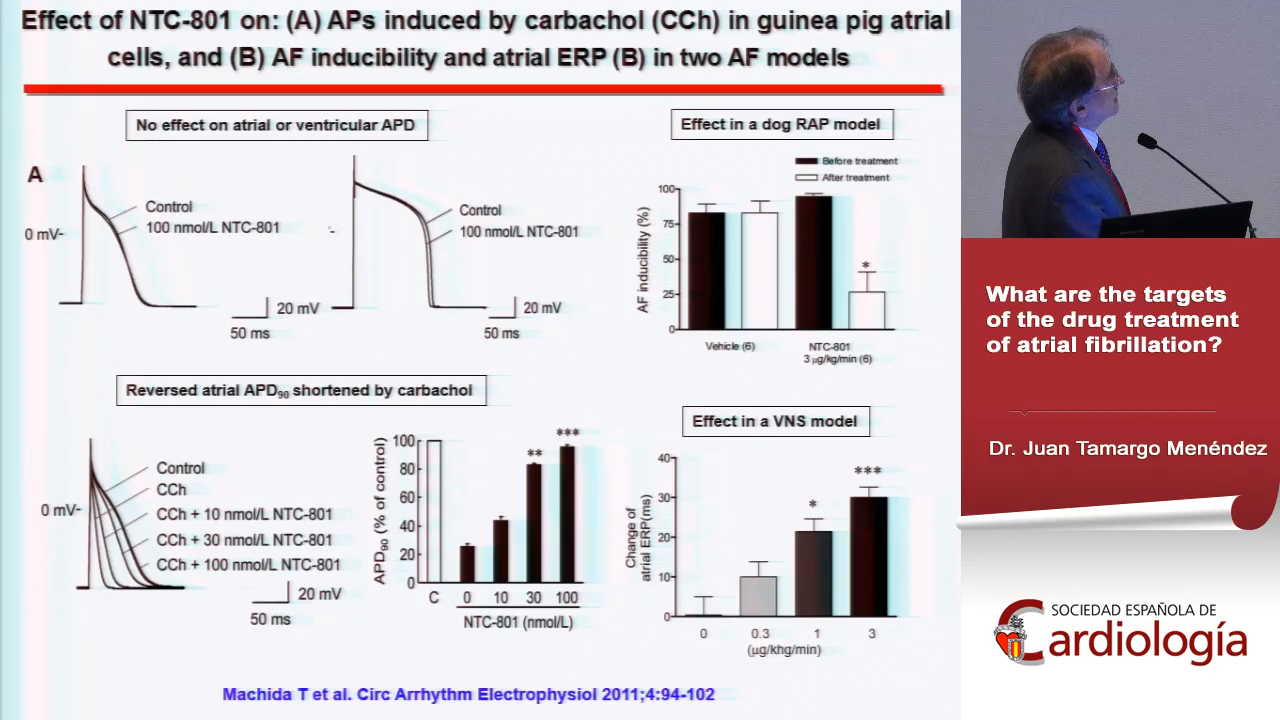 Effect of NTC-801 on: (A) APs induced by carbachol (CCh) in guinea pig atrial
cells, and (B) AF inducibility and atrial ERP (B) in two AF models
No effect on atrial or ventricular APD
A
0 mV-
Control
100 nmol/L NTC-801
20 mV
50 ms
Control
100 nmol/L NTC-801
20 mV
50 ms
Effect in a dog RAP model
Before treatment
After treatment
AF inducibility (%)
100
75
50
25
0
*
Vehicle (6)
NTC-801
3 μg/kg/min (6)
Reversed atrial APD90 shortened by carbachol
0 mV-
Control
CCh
CCh + 10 nmol/L NTC-801
CCh + 30 nmol/L NTC-801
CCh + 100 nmol/L NTC-801
20 mV
50 ms
APD90 (% of control)
100
80
60
40
20
0
**
***
C 0 10 30 100
NTC-801 (nmol/L)
Effect in a VNS model
Change of
atrial ERP(ms)
40
30
20
10
0
*
***
0 0.3 1 3
(μg/khg/min)
Machida T et al. Circ Arrhythm Electrophysiol 2011;4:94-102
What are the targets
of the drug treatment
of atrial fibrillation?
Dr. Juan Tamargo Menéndez
SOCIEDAD ESPAÑOLA DE
Cardiología